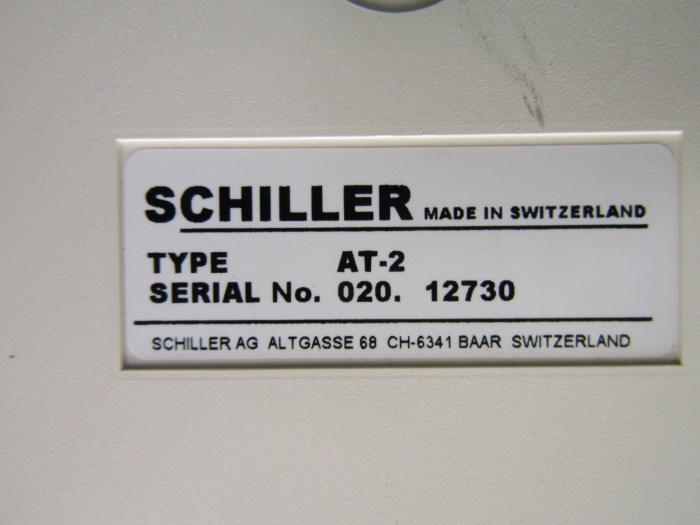 SCHILLER MADE IN SWITZERLAND
TYPE AT-2
SERIAL No. 020. 12730
SCHILLER AG ALTGASSE 68 CH-6341 BAAR SWITZERLAND